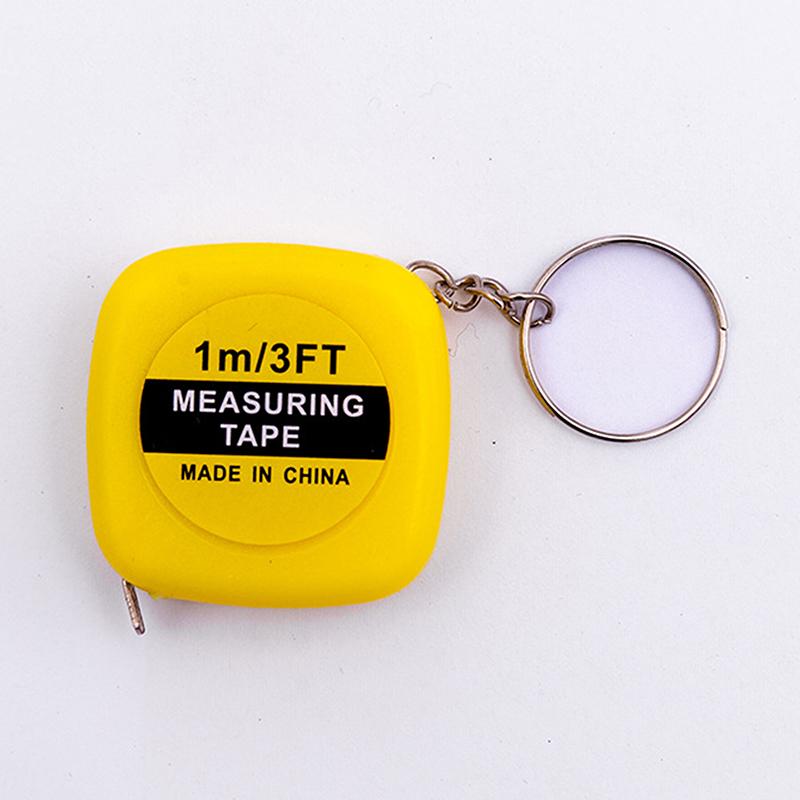 1m/3FT
MEASURING
TAPE
MADE IN CHINA